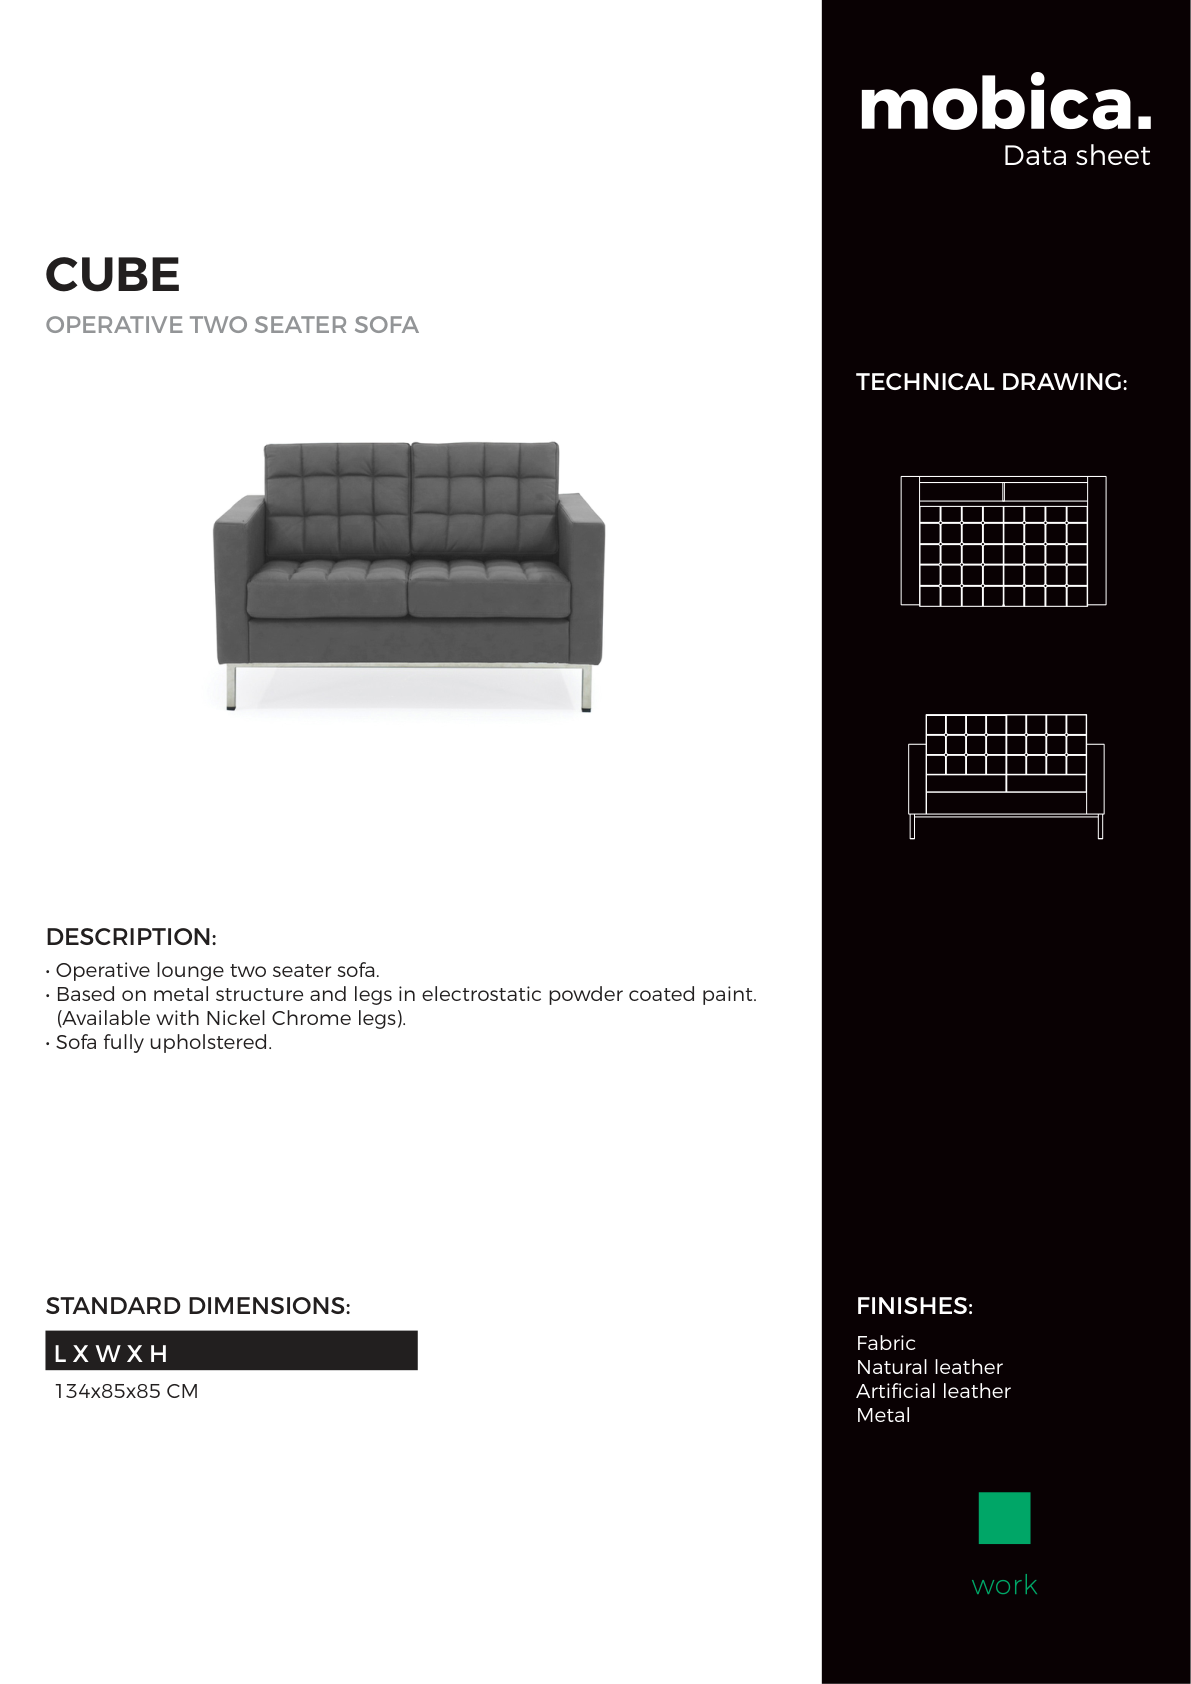 mobica.
Data sheet
CUBE
OPERATIVE TWO SEATER SOFA
TECHNICAL DRAWING:
DESCRIPTION:
• Operative lounge two seater sofa.
• Based on metal structure and legs in electrostatic powder coated paint.
(Available with Nickel Chrome legs).
• Sofa fully upholstered.
STANDARD DIMENSIONS:
L X W X H
134x85x85 CM
FINISHES:
Fabric
Natural leather
Artificial leather
Metal
work